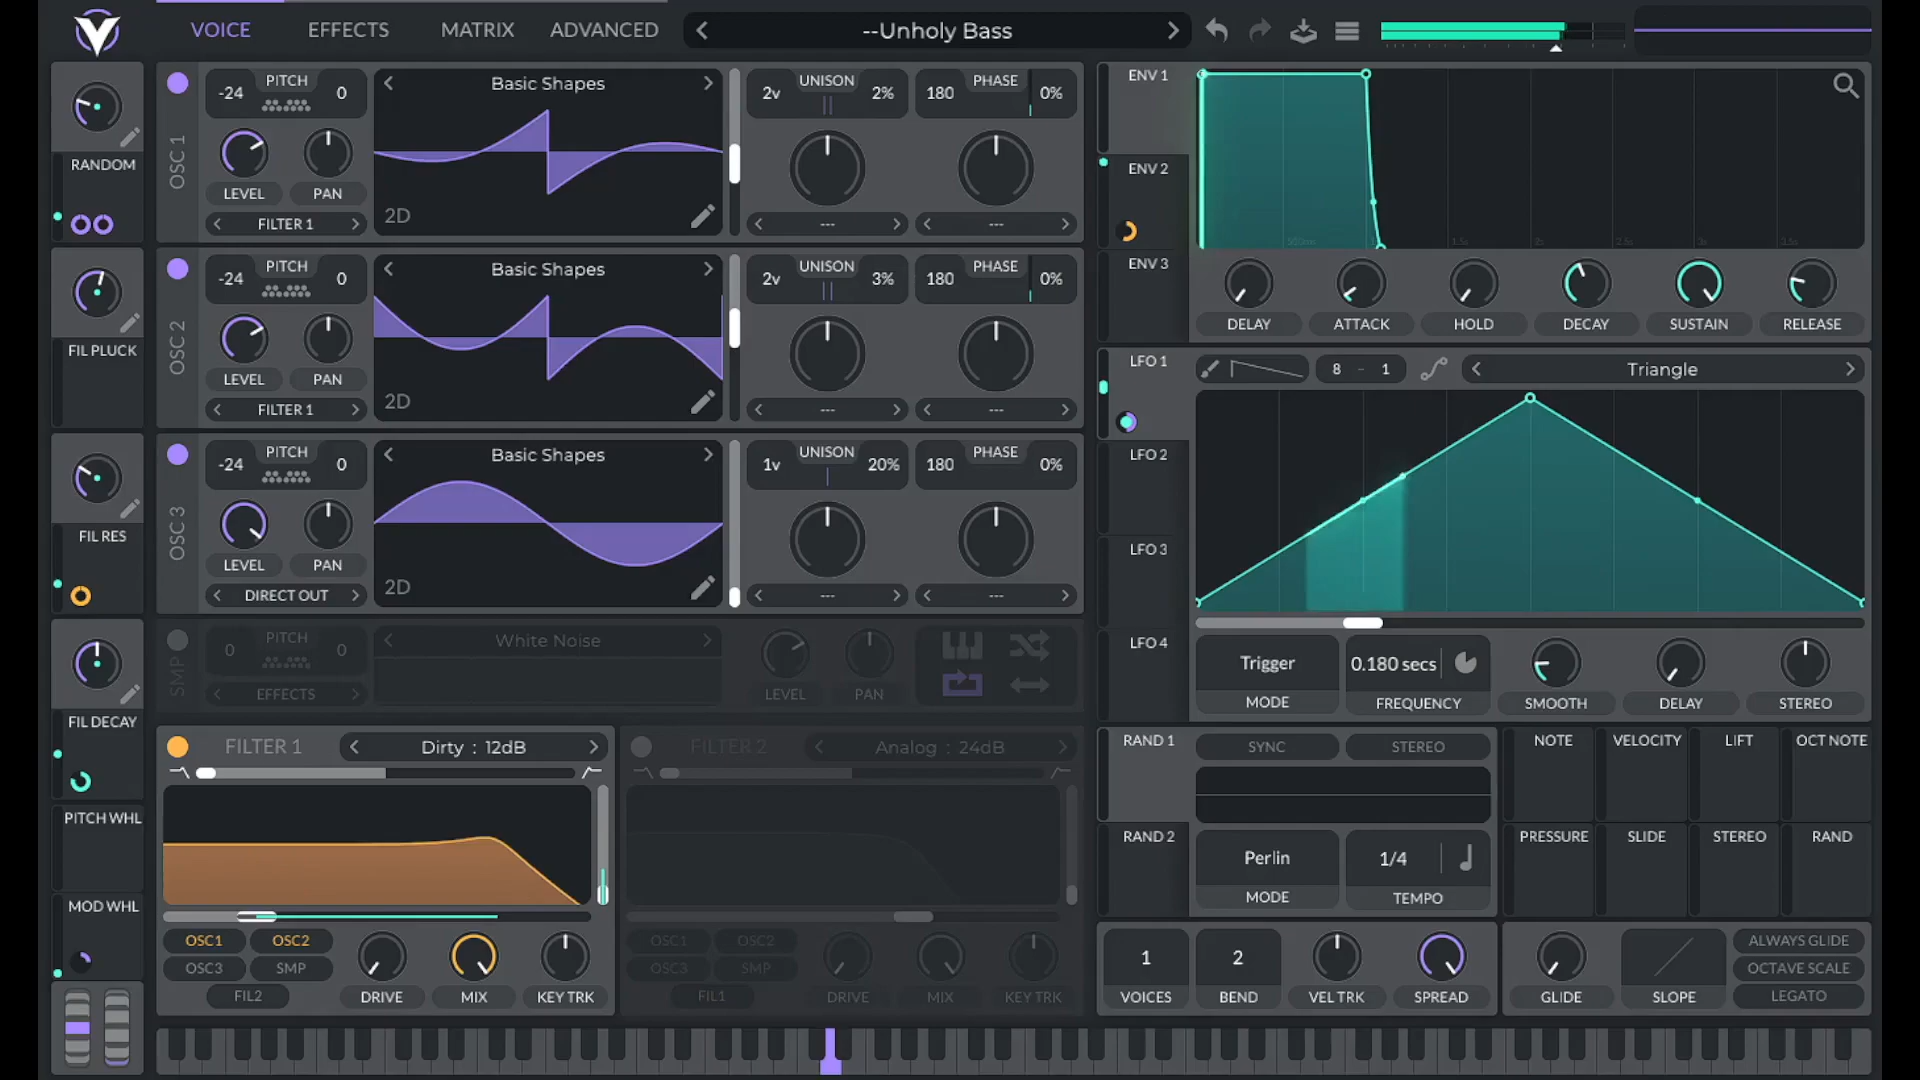 VOICE EFFECTS MATRIX ADVANCED --Unholy Bass
RANDOM
FIL PLUCK
FIL RES
FIL DECAY
PITCH WHL
MOD WHL
OSC 1
-24 PITCH 0
LEVEL PAN
FILTER 1
Basic Shapes
2D
2v UNISON 2%
---
180 PHASE 0%
---
OSC 2
-24 PITCH 0
LEVEL PAN
FILTER 1
Basic Shapes
2D
2v UNISON 3%
---
180 PHASE 0%
---
OSC 3
-24 PITCH 0
LEVEL PAN
DIRECT OUT
Basic Shapes
2D
1v UNISON 20%
---
180 PHASE 0%
---
SMP
0 PITCH 0
EFFECTS
White Noise
LEVEL PAN
FILTER 1 Dirty : 12dB
OSC1 OSC2
OSC3 SMP
FIL2
DRIVE MIX KEY TRK
FILTER 2 Analog : 24dB
OSC1 OSC2
OSC3 SMP
FIL1
DRIVE MIX KEY TRK
ENV 1
ENV 2
ENV 3
500ms 1.5s 2s 2.5s 3s 3.5s
DELAY ATTACK HOLD DECAY SUSTAIN RELEASE
LFO 1
LFO 2
LFO 3
LFO 4
8 - 1 Triangle
Trigger
MODE
0.180 secs
FREQUENCY
SMOOTH DELAY STEREO
RAND 1
RAND 2
SYNC STEREO
Perlin
MODE
1/4
TEMPO
NOTE VELOCITY LIFT OCT NOTE
PRESSURE SLIDE STEREO RAND
1
VOICES
2
BEND
VEL TRK SPREAD
GLIDE SLOPE
ALWAYS GLIDE
OCTAVE SCALE
LEGATO